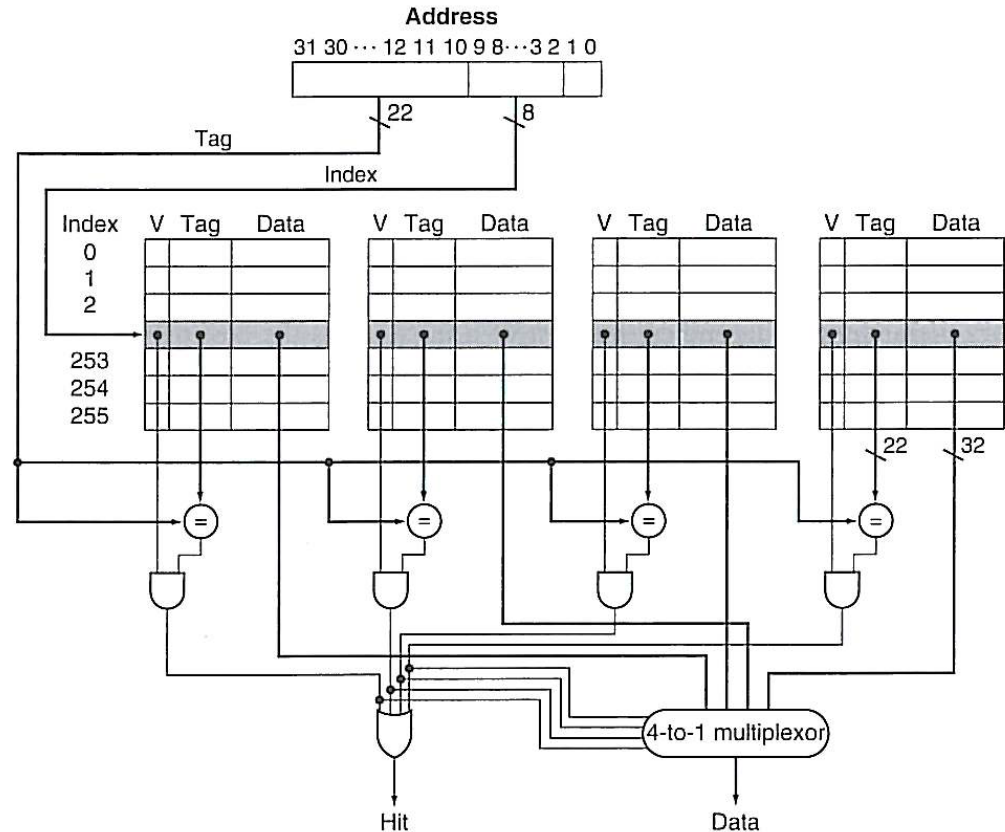 Address
31 30 ··· 12 11 10 9 8···3 2 1 0
22
8
Tag
Index
Index V Tag Data V Tag Data V Tag Data V Tag Data
0
1
2
253
254
255
22
32
= = = =
4-to-1 multiplexor
Hit
Data